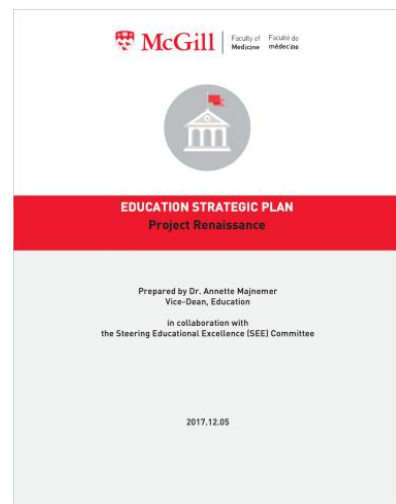 McGill
Faculty of Medicine
Faculté de médecine
EDUCATION STRATEGIC PLAN
Project Renaissance
Prepared by Dr. Annette Majnemer
Vice-Dean, Education
in collaboration with
the Steering Educational Excellence (SEE) Committee
2017.12.05